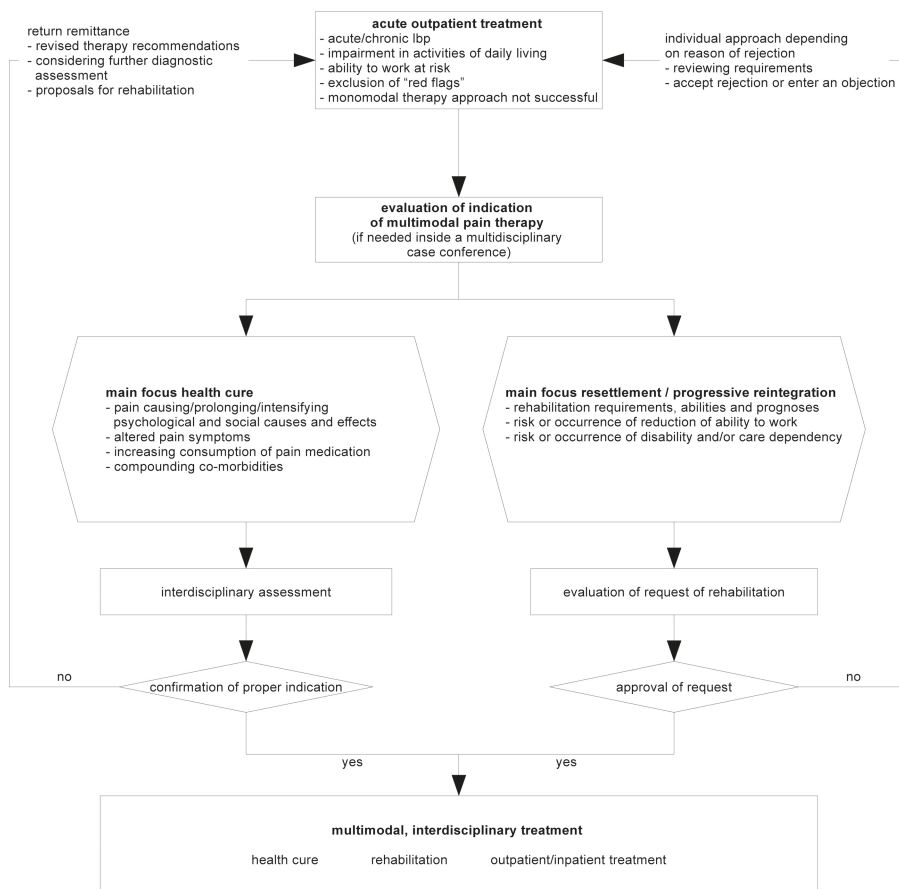 return remittance
- revised therapy recommendations
- considering further diagnostic
assessment
- proposals for rehabilitation
acute outpatient treatment
- acute/chronic lbp
- impairment in activities of daily living
- ability to work at risk
- exclusion of “red flags”
- monomodal therapy approach not successful
individual approach depending
on reason of rejection
- reviewing requirements
- accept rejection or enter an objection
evaluation of indication
of multimodal pain therapy
(if needed inside a multidisciplinary
case conference)
main focus health cure
- pain causing/prolonging/intensifying
psychological and social causes and effects
- altered pain symptoms
- increasing consumption of pain medication
- compounding co-morbidities
main focus resettlement / progressive reintegration
- rehabilitation requirements, abilities and prognoses
- risk or occurrence of reduction of ability to work
- risk or occurrence of disability and/or care dependency
interdisciplinary assessment
evaluation of request of rehabilitation
no
confirmation of proper indication
approval of request
no
yes
yes
multimodal, interdisciplinary treatment
health cure rehabilitation outpatient/inpatient treatment